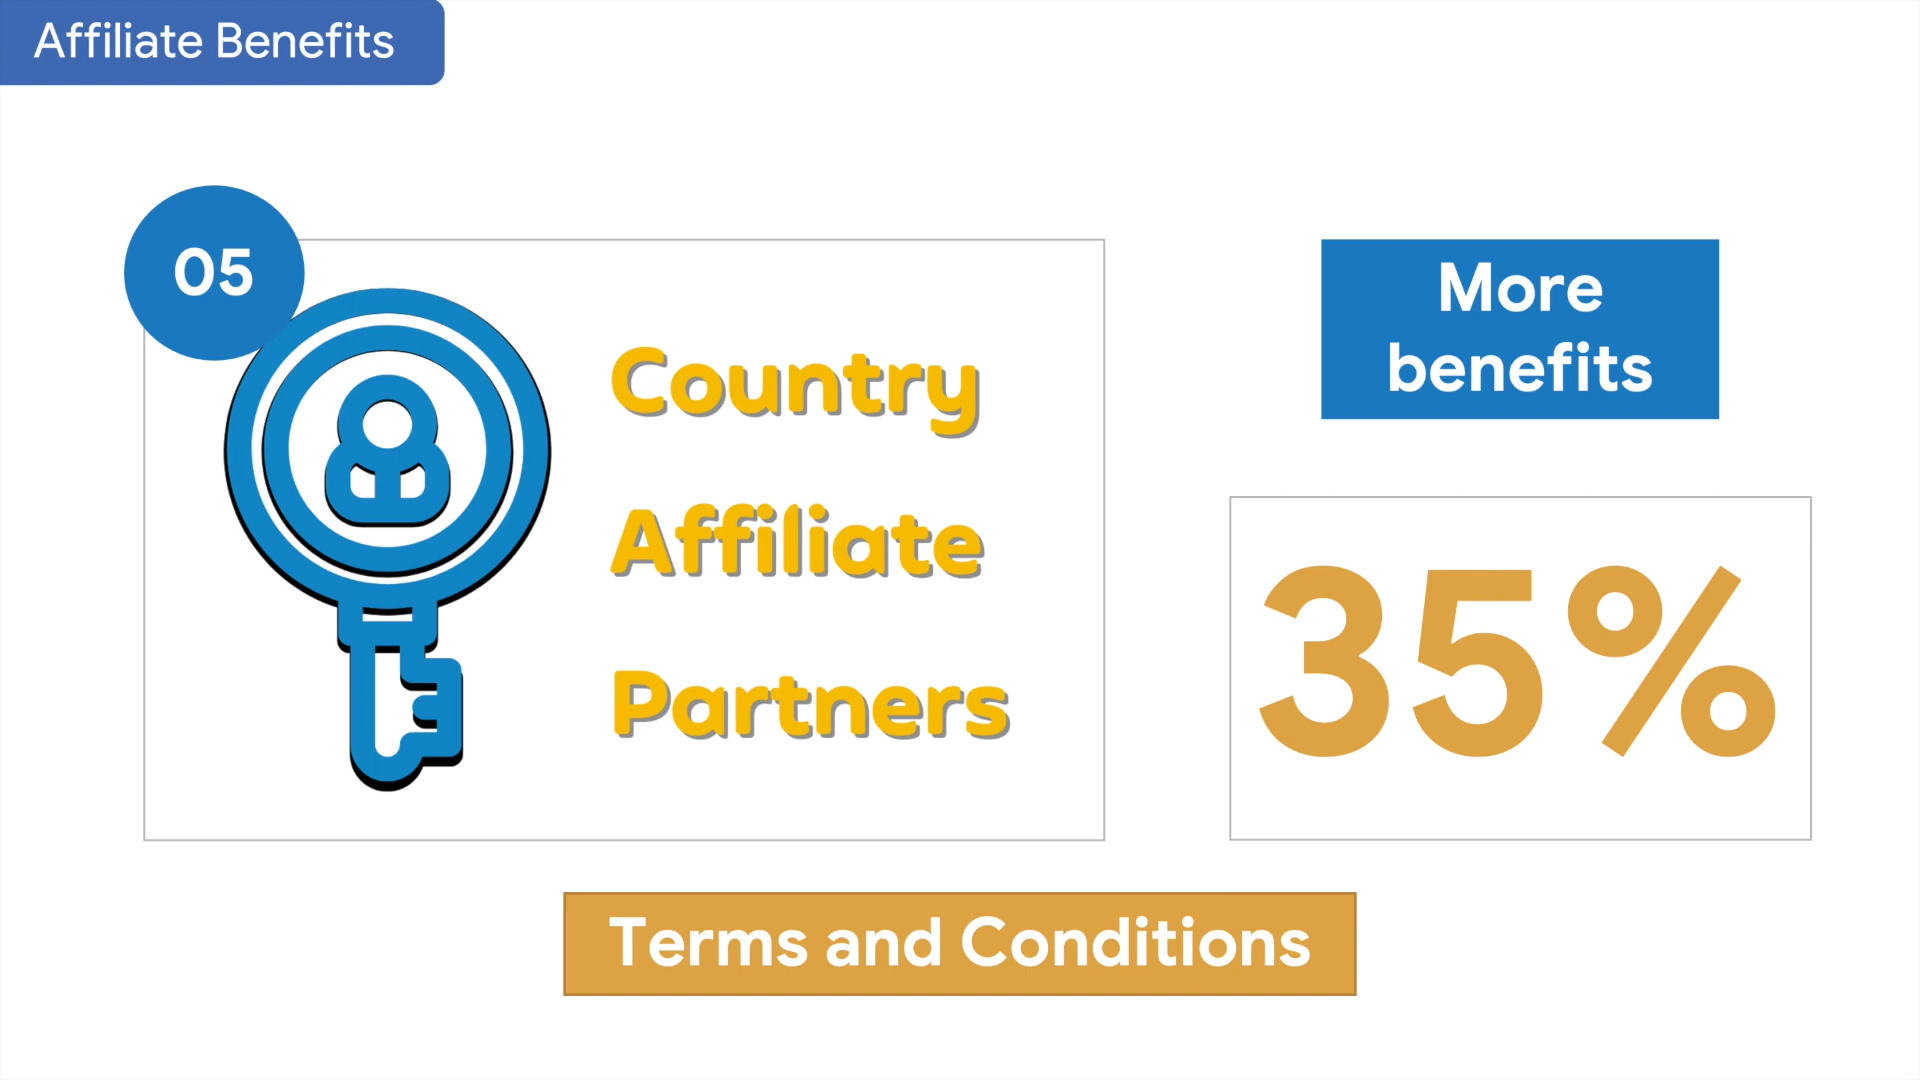 Affiliate Benefits
05
Country
Affiliate
Partners
More
benefits
35%
Terms and Conditions